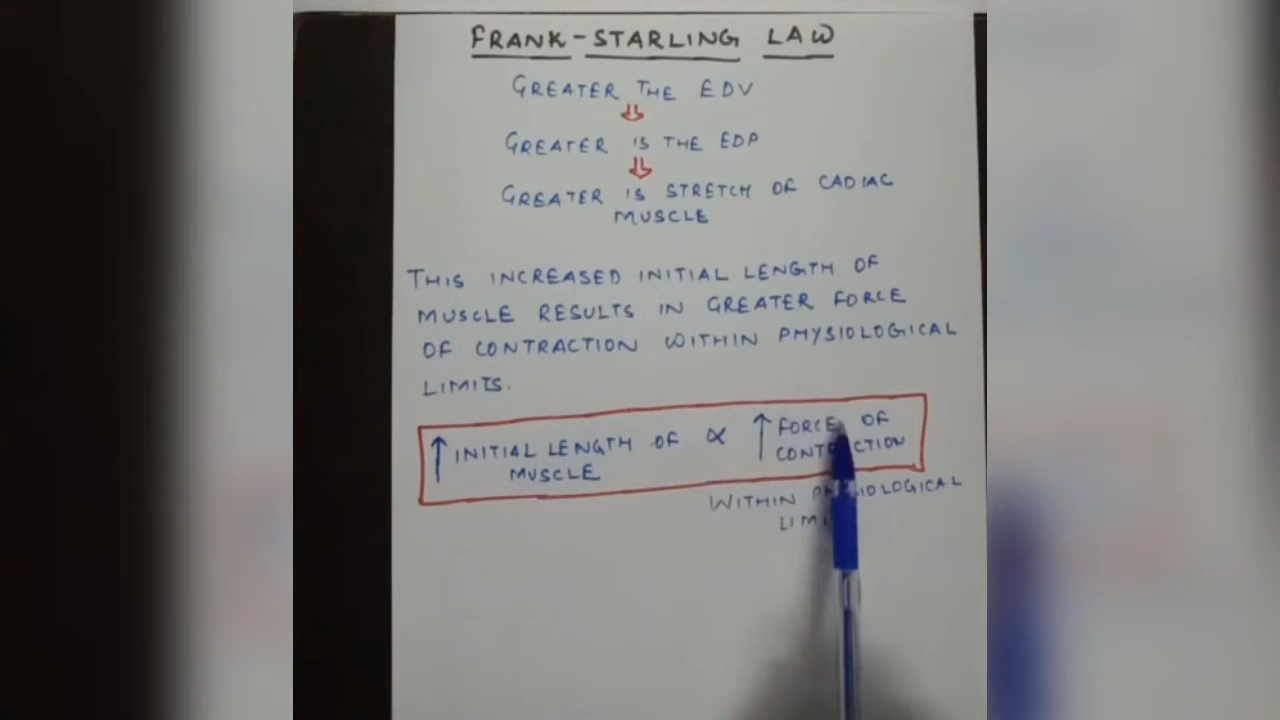 FRANK-STARLING LAW
GREATER THE EDV
⇓
GREATER IS THE EDP
⇓
GREATER IS STRETCH OF CADIAC
MUSCLE
THIS INCREASED INITIAL LENGTH OF
MUSCLE RESULTS IN GREATER FORCE
OF CONTRACTION WITHIN PHYSIOLOGICAL
LIMITS.
↑ INITIAL LENGTH OF MUSCLE ∝ ↑ FORCE OF CONTRACTION
WITHIN PHYSIOLOGICAL